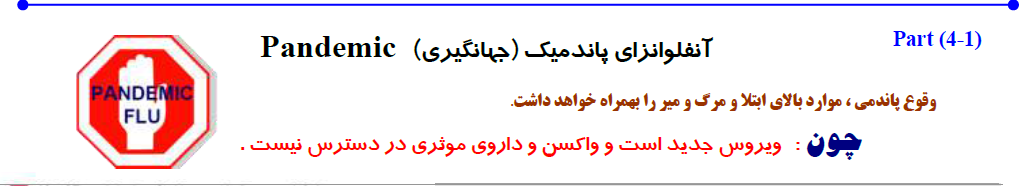 Part (4-1)
آنفلوانزای پاندمیک (جهانگیری) Pandemic
PANDEMIC
FLU
وقوع پاندمی ، موارد بالای ابتلا و مرگ و میر را بهمراه خواهد داشت.
چون : ویروس جدید است و واکسن و داروی موثری در دسترس نیست .